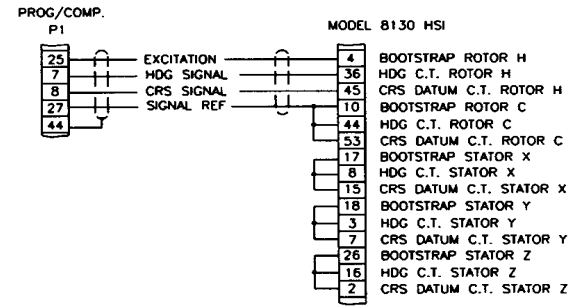 PROG/COMP.
P1
MODEL 8130 HSI
25 EXCITATION 4 BOOTSTRAP ROTOR H
7 HDG SIGNAL 36 HDG C.T. ROTOR H
8 CRS SIGNAL 45 CRS DATUM C.T. ROTOR H
27 SIGNAL REF 10 BOOTSTRAP ROTOR C
44 44 HDG C.T. ROTOR C
53 CRS DATUM C.T. ROTOR C
17 BOOTSTRAP STATOR X
8 HDG C.T. STATOR X
15 CRS DATUM C.T. STATOR X
18 BOOTSTRAP STATOR Y
3 HDG C.T. STATOR Y
7 CRS DATUM C.T. STATOR Y
26 BOOTSTRAP STATOR Z
16 HDG C.T. STATOR Z
2 CRS DATUM C.T. STATOR Z